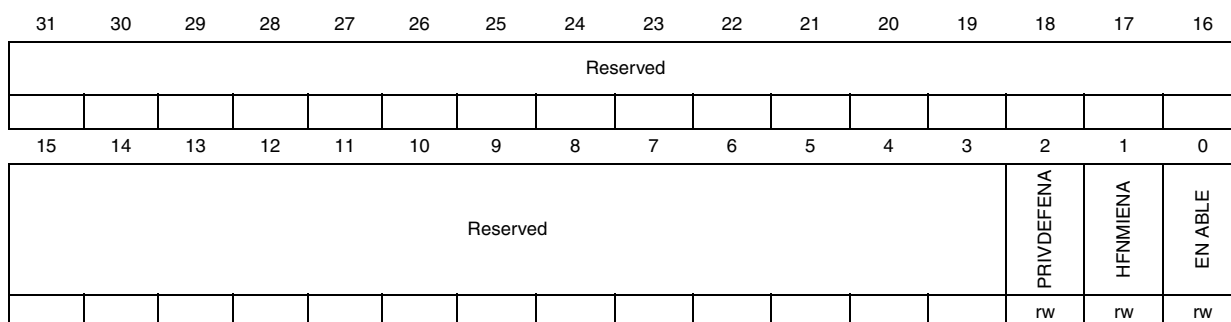 31 30 29 28 27 26 25 24 23 22 21 20 19 18 17 16
Reserved
15 14 13 12 11 10 9 8 7 6 5 4 3 2 1 0
Reserved PRIVDEFENA HFNMIENA EN ABLE
rw rw rw